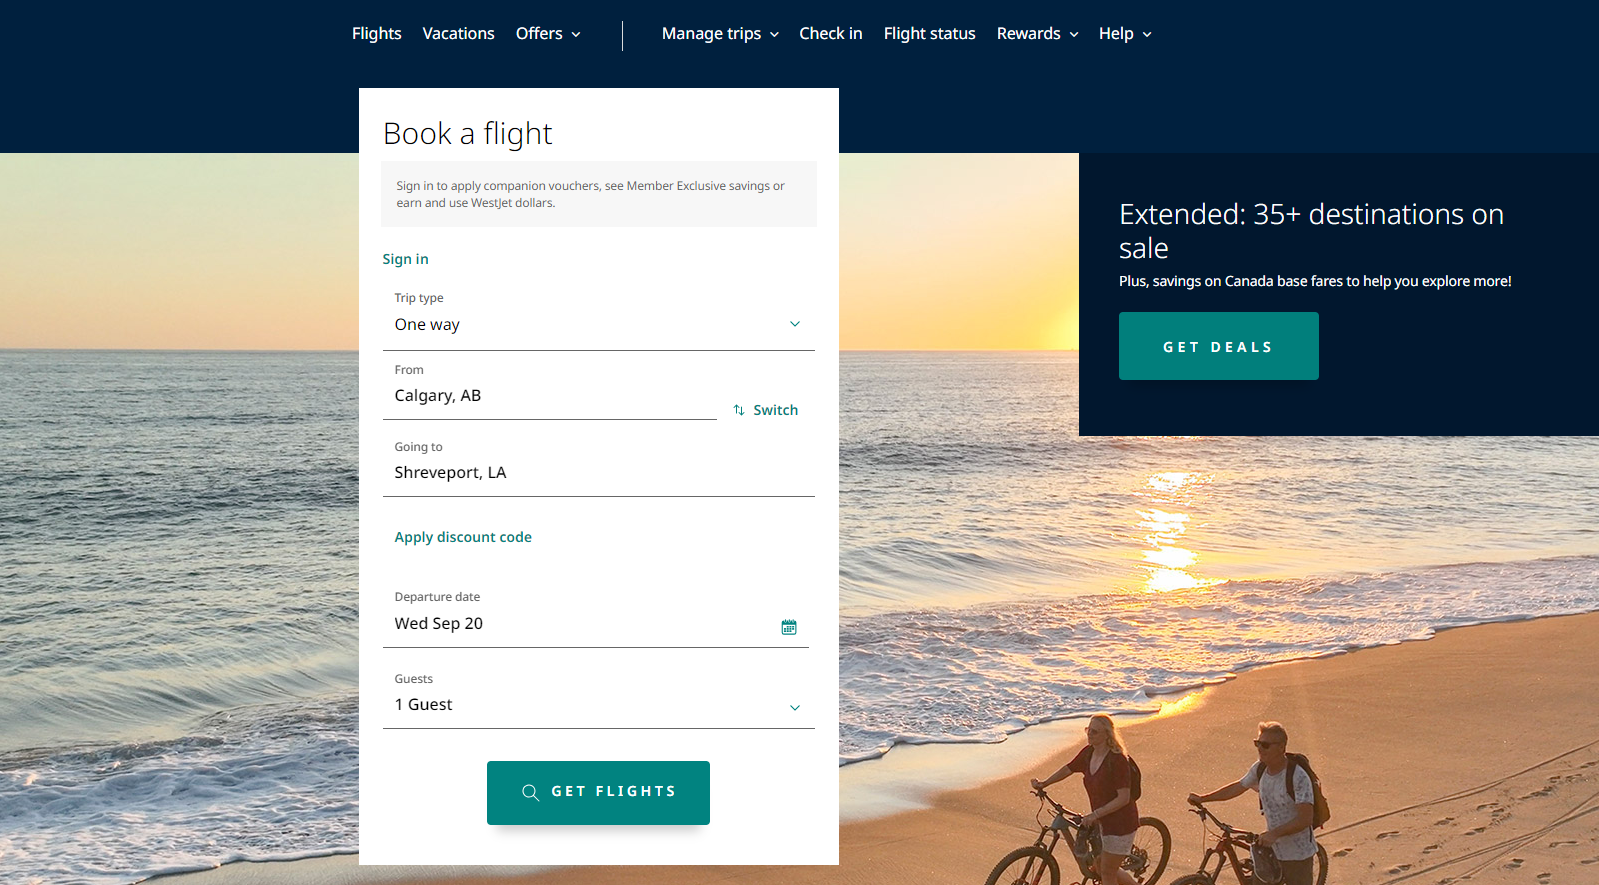 Flights Vacations Offers Manage trips Check in Flight status Rewards Help
Book a flight
Sign in to apply companion vouchers, see Member Exclusive savings or
earn and use WestJet dollars.
Sign in
Trip type
One way
From
Calgary, AB
Switch
Going to
Shreveport, LA
Apply discount code
Departure date
Wed Sep 20
Guests
1 Guest
GET FLIGHTS
Extended: 35+ destinations on
sale
Plus, savings on Canada base fares to help you explore more!
GET DEALS